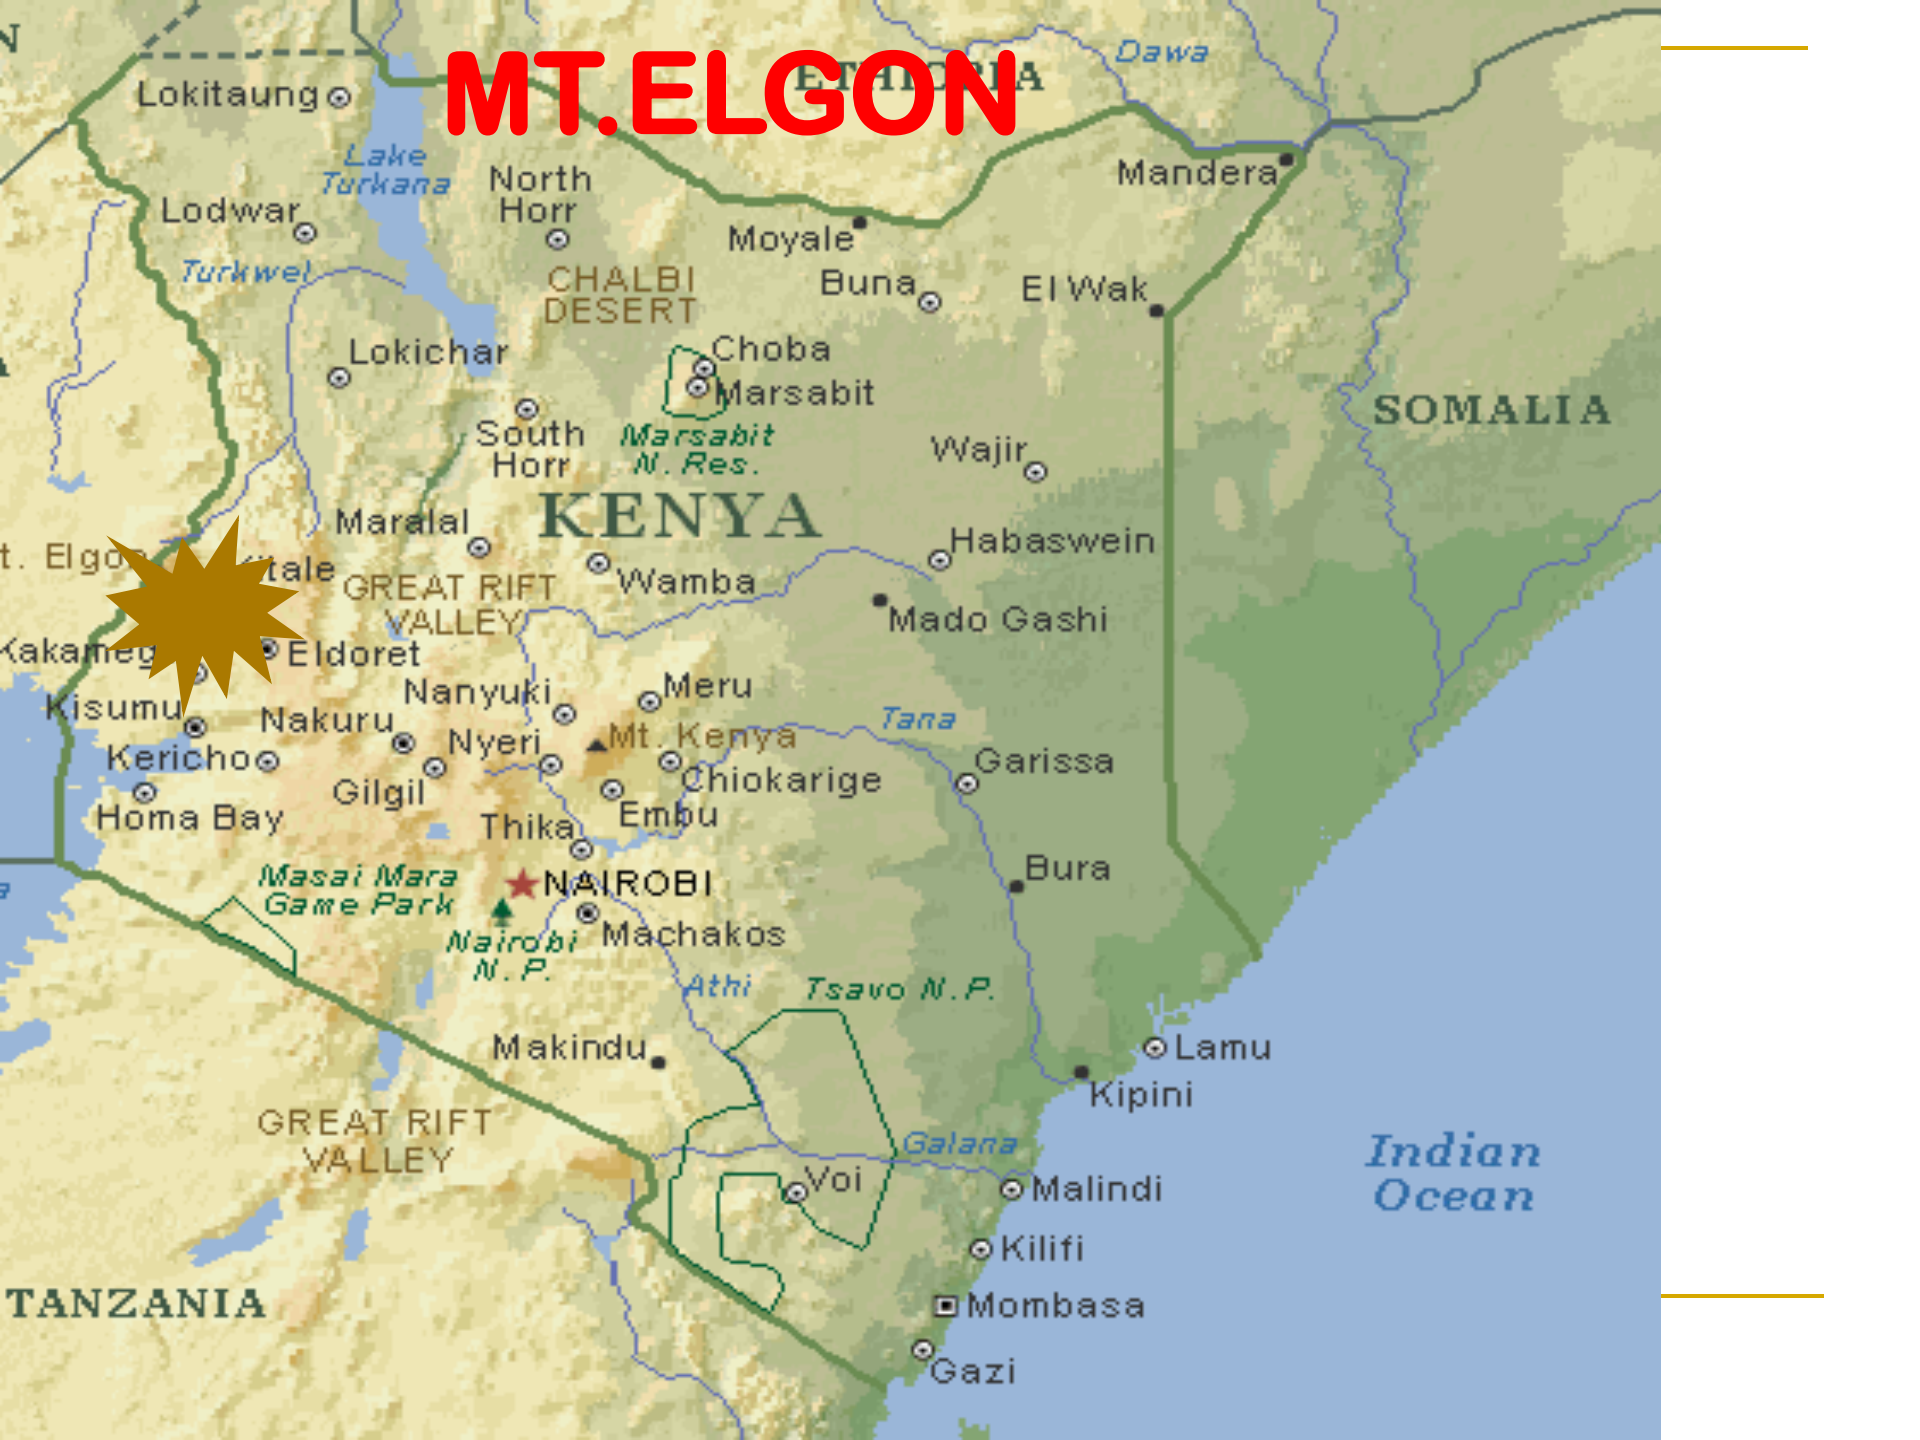 MT.ELGON
ETHIOPIA
Dawa
Lokitaung
Lake
Turkana
North
Horr
Mandera
Lodwar
Moyale
Turkwel
CHALBI
DESERT
Buna
El Wak
Lokichar
Choba
Marsabit
SOMALIA
South
Horr
Marsabit
N. Res.
Wajir
KENYA
Maralal
Habaswein
t. Elgon
Kitale
GREAT RIFT
VALLEY
Wamba
Mado Gashi
Kakameg
Eldoret
Nanyuki
Meru
Kisumu
Nakuru
Nyeri
Mt. Kenya
Tana
Kericho
Garissa
Gilgil
Chiokarige
Homa Bay
Thika
Embu
Bura
Masai Mara
Game Park
NAIROBI
Nairobi
N.P.
Machakos
Athi
Tsavo N.P.
Makindu
Lamu
Kipini
GREAT RIFT
VALLEY
Galana
Indian
Ocean
Voi
Malindi
Kilifi
TANZANIA
Mombasa
Gazi